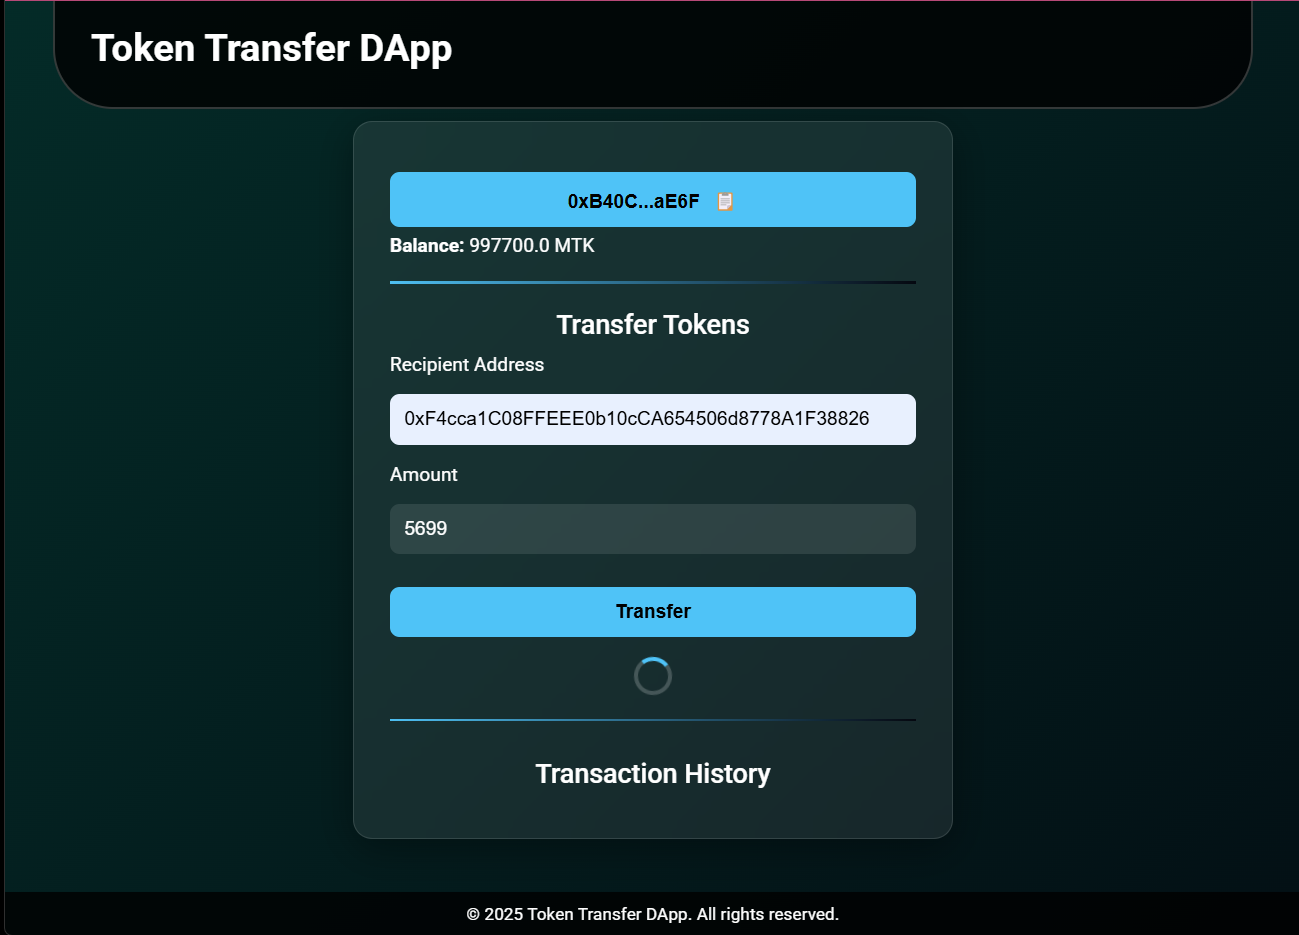 Token Transfer DApp
0xB40C...aE6F
Balance: 997700.0 MTK
Transfer Tokens
Recipient Address
0xF4cca1C08FFEEE0b10cCA654506d8778A1F38826
Amount
5699
Transfer
Transaction History
© 2025 Token Transfer DApp. All rights reserved.